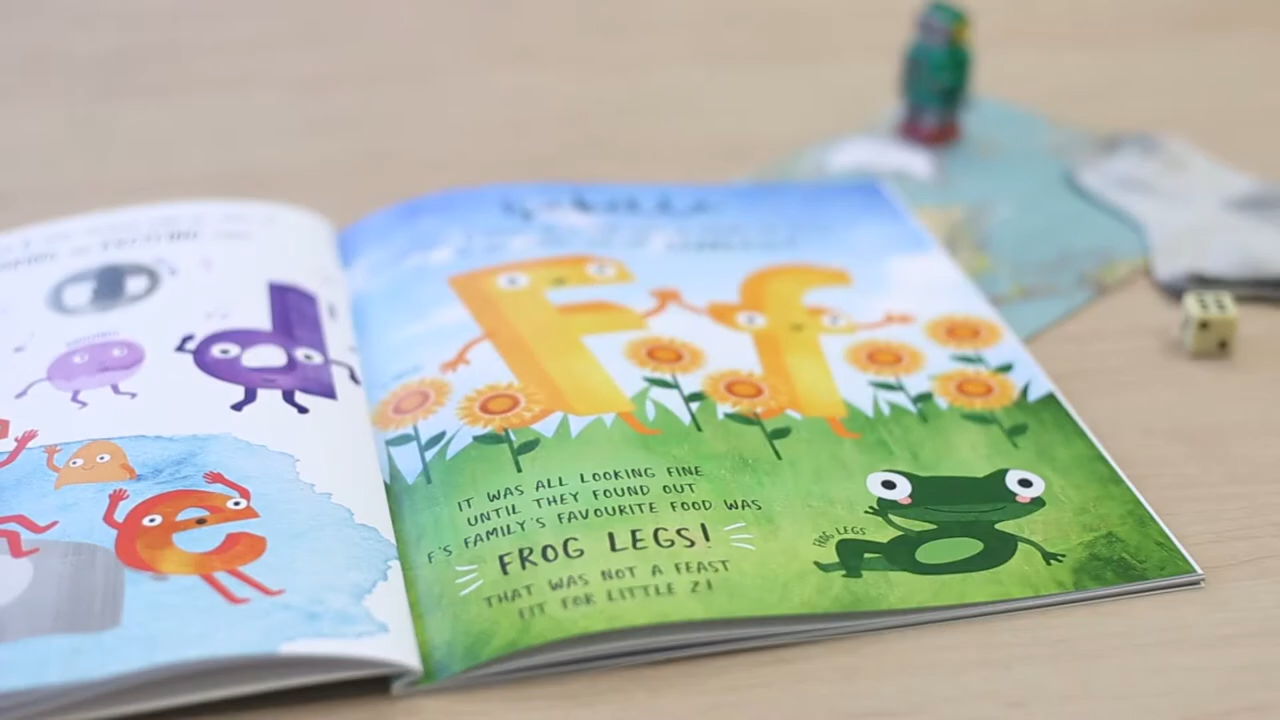 d
e
F f
IT WAS ALL LOOKING FINE
UNTIL THEY FOUND OUT
F'S FAMILY'S FAVOURITE FOOD WAS
FROG LEGS!
THAT WAS NOT A FEAST
FIT FOR LITTLE Z!
FROG LEGS